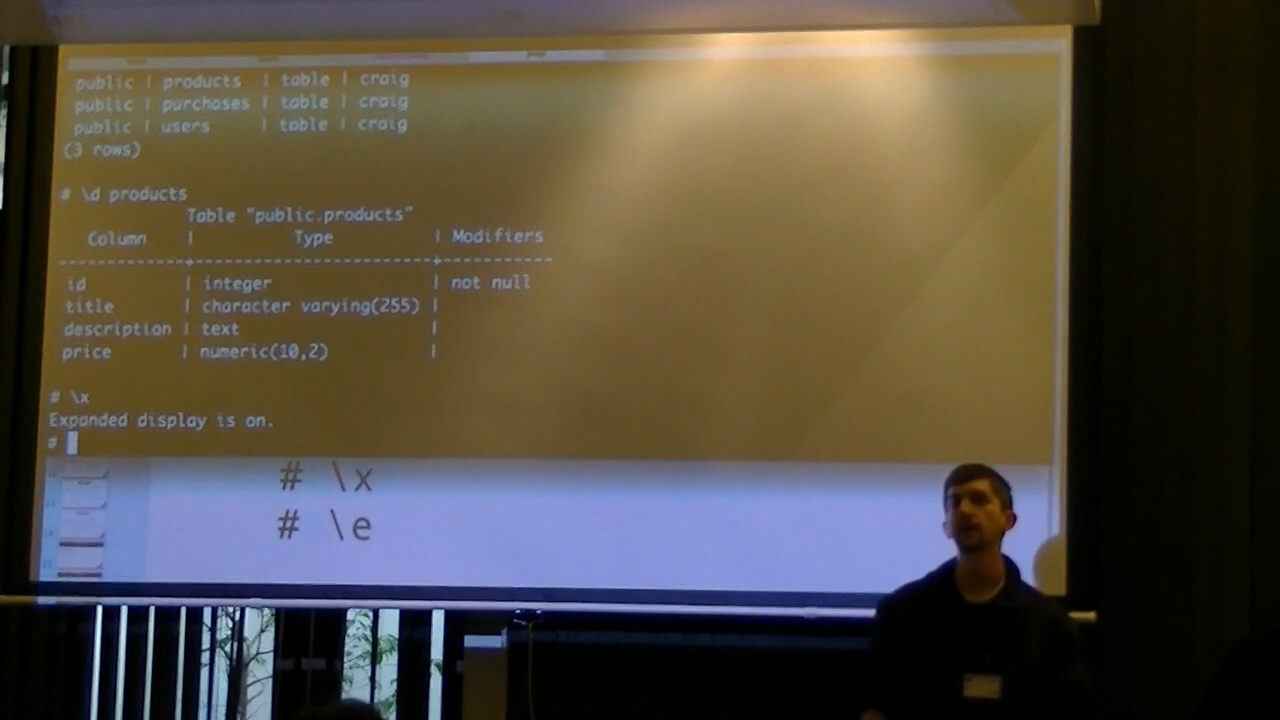 public | products | table | craig
public | purchases | table | craig
public | users | table | craig
(3 rows)
# \d products
Table "public.products"
Column | Type | Modifiers
-------------+------------------------+-----------
id | integer | not null
title | character varying(255) |
description | text |
price | numeric(10,2) |
# \x
Expanded display is on.
#
# \x
# \e